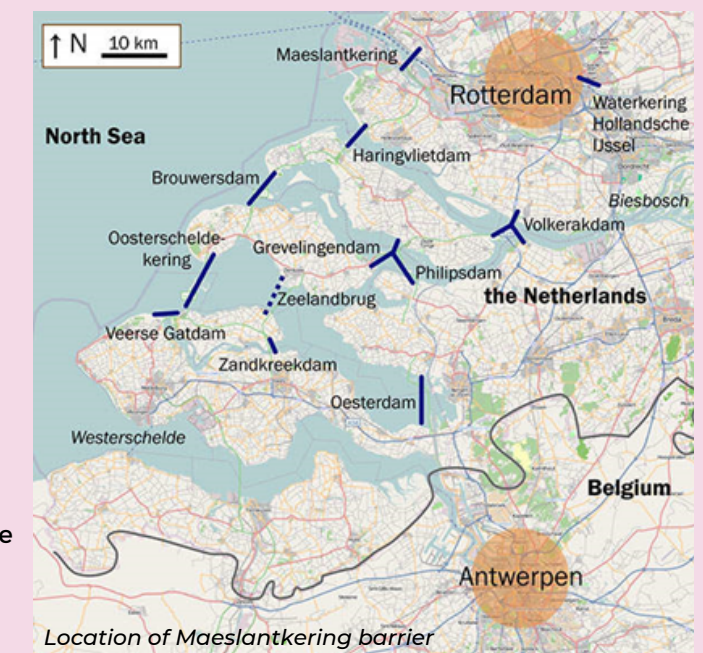 ↑ N 10 km
Maeslantkering
Rotterdam
Waterkering
Hollandsche
IJssel
North Sea
Haringvlietdam
Brouwersdam
Biesbosch
Oosterschelde-
kering
Grevelingendam
Volkerakdam
Philipsdam
the Netherlands
Zeelandbrug
Veerse Gatdam
Zandkreekdam
Oesterdam
Westerschelde
Belgium
e
Antwerpen
Location of Maeslantkering barrier